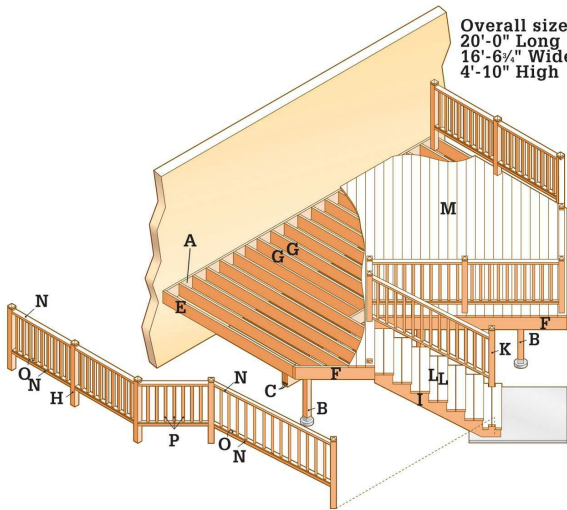 Overall size
20'-0" Long
16'-6¾" Wide
4'-10" High
M
A
G G
E
N
F
B
K
N
O
N
H
C
F
L L
I
B
P
O
N